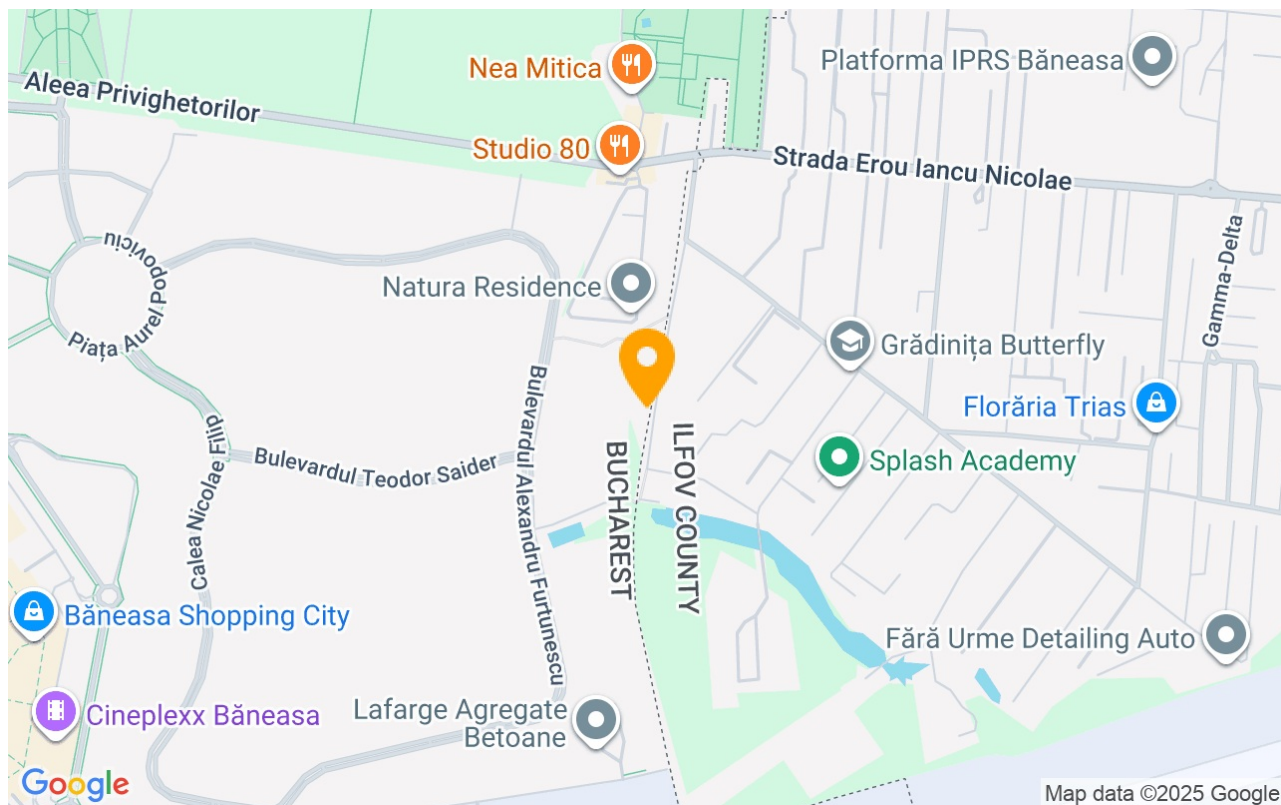 Nea Mitica
Platforma IPRS Băneasa
Aleea Privighetorilor
Studio 80
Strada Erou Iancu Nicolae
Piața Aurel Popoviciu
Gamma-Delta
Natura Residence
Grădinița Butterfly
Florăria Trias
Bulevardul Alexandru Furtunescu
Calea Nicolae Filip
Bulevardul Teodor Saider
BUCHAREST
ILFOV COUNTY
Splash Academy
Băneasa Shopping City
Fără Urme Detailing Auto
Cineplexx Băneasa
Lafarge Agregate
Betoane
Google
Map data ©2025 Google